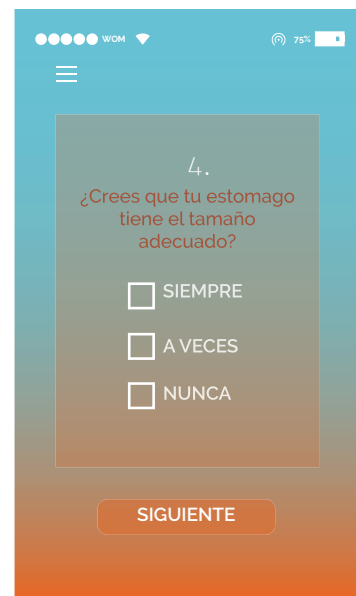 WOM 75%
4.
¿Crees que tu estomago
tiene el tamaño
adecuado?
SIEMPRE
A VECES
NUNCA
SIGUIENTE